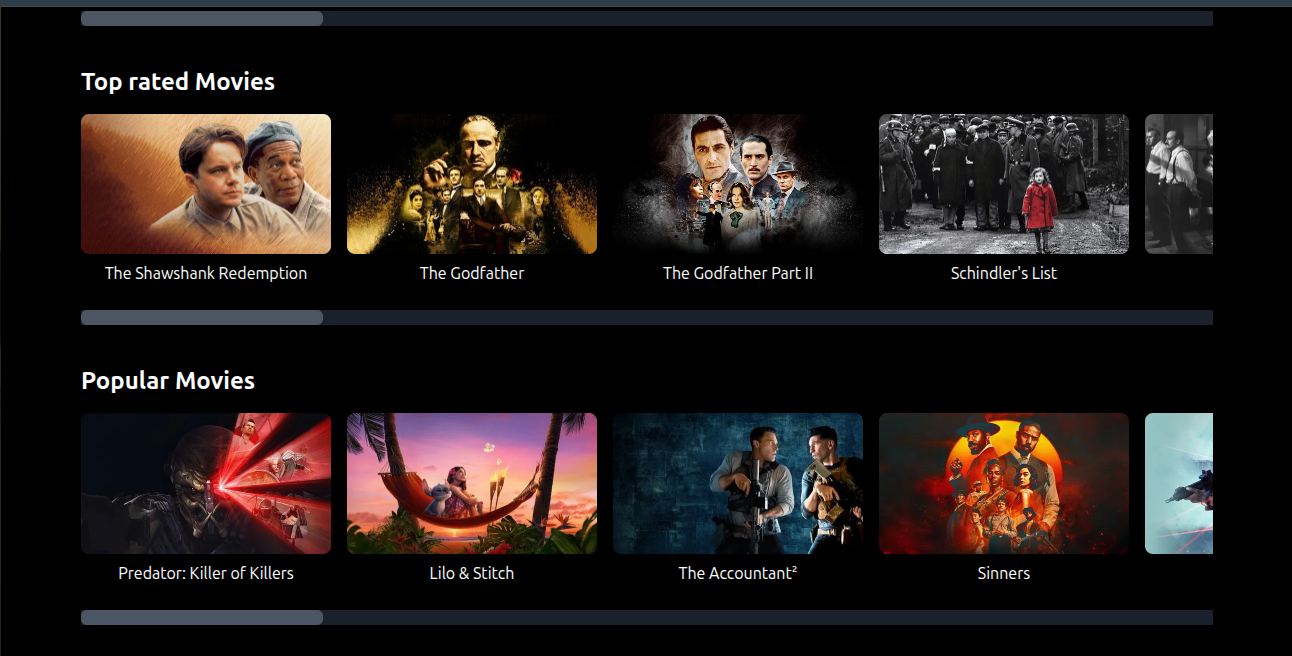 Top rated Movies
The Shawshank Redemption
The Godfather
The Godfather Part II
Schindler's List
Popular Movies
Predator: Killer of Killers
Lilo & Stitch
The Accountant²
Sinners